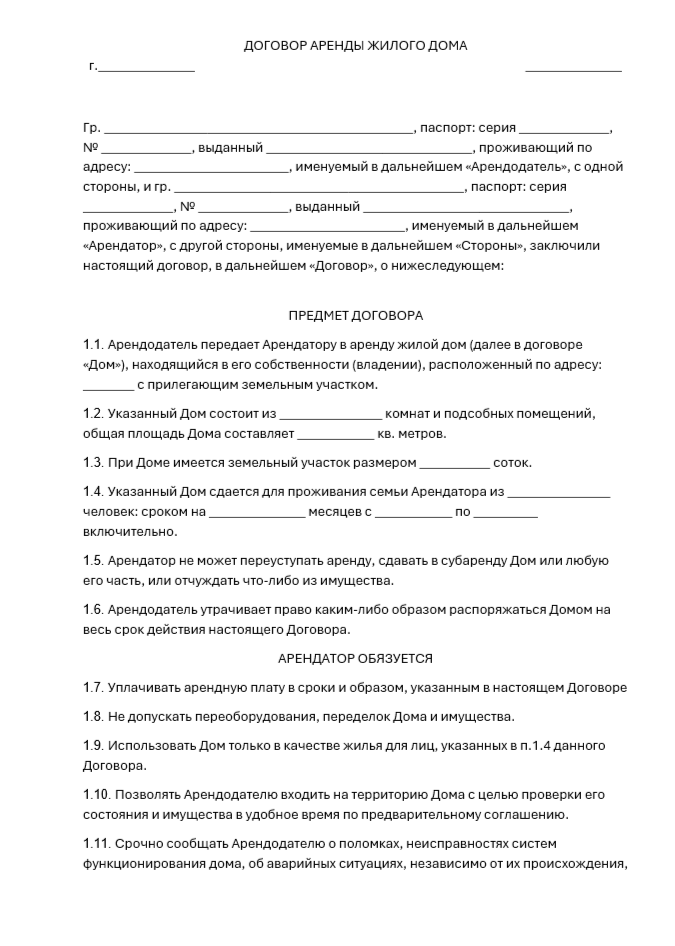 ДОГОВОР АРЕНДЫ ЖИЛОГО ДОМА
г._______________ _______________
Гр. ________________________________________________, паспорт: серия ______________,
№ ______________, выданный ________________________________, проживающий по
адресу: ________________________, именуемый в дальнейшем «Арендодатель», с одной
стороны, и гр. _____________________________________________, паспорт: серия
______________, № ______________, выданный ________________________________,
проживающий по адресу: ________________________, именуемый в дальнейшем
«Арендатор», с другой стороны, именуемые в дальнейшем «Стороны», заключили
настоящий договор, в дальнейшем «Договор», о нижеследующем:
ПРЕДМЕТ ДОГОВОРА
1.1. Арендодатель передает Арендатору в аренду жилой дом (далее в договоре
«Дом»), находящийся в его собственности (владении), расположенный по адресу:
________ с прилегающим земельным участком.
1.2. Указанный Дом состоит из ________________ комнат и подсобных помещений,
общая площадь Дома составляет ____________ кв. метров.
1.3. При Доме имеется земельный участок размером ___________ соток.
1.4. Указанный Дом сдается для проживания семьи Арендатора из ________________
человек: сроком на _______________ месяцев с ____________ по __________
включительно.
1.5. Арендатор не может переуступать аренду, сдавать в субаренду Дом или любую
его часть, или отчуждать что-либо из имущества.
1.6. Арендодатель утрачивает право каким-либо образом распоряжаться Домом на
весь срок действия настоящего Договора.
АРЕНДАТОР ОБЯЗУЕТСЯ
1.7. Уплачивать арендную плату в сроки и образом, указанным в настоящем Договоре
1.8. Не допускать переоборудования, переделок Дома и имущества.
1.9. Использовать Дом только в качестве жилья для лиц, указанных в п.1.4 данного
Договора.
1.10. Позволять Арендодателю входить на территорию Дома с целью проверки его
состояния и имущества в удобное время по предварительному соглашению.
1.11. Срочно сообщать Арендодателю о поломках, неисправностях систем
функционирования дома, об аварийных ситуациях, независимо от их происхождения,